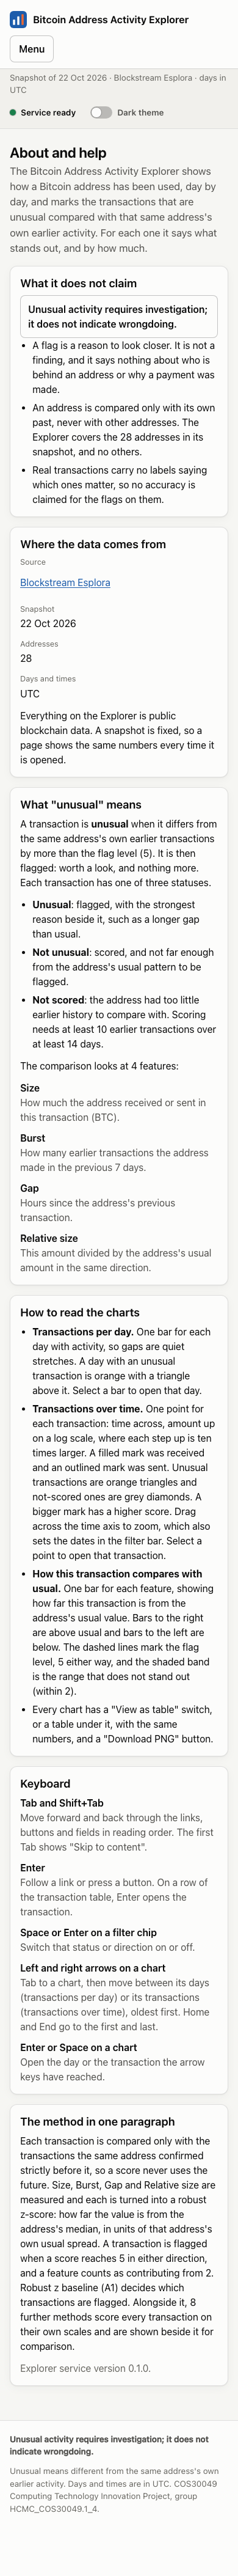 Bitcoin Address Activity Explorer
Menu
Snapshot of 22 Oct 2026 · Blockstream Esplora · days in
UTC
Service ready
Dark theme
About and help
The Bitcoin Address Activity Explorer shows
how a Bitcoin address has been used, day by
day, and marks the transactions that are
unusual compared with that same address's
own earlier activity. For each one it says what
stands out, and by how much.
What it does not claim
Unusual activity requires investigation;
it does not indicate wrongdoing.
• A flag is a reason to look closer. It is not a
finding, and it says nothing about who is
behind an address or why a payment was
made.
• An address is compared only with its own
past, never with other addresses. The
Explorer covers the 28 addresses in its
snapshot, and no others.
• Real transactions carry no labels saying
which ones matter, so no accuracy is
claimed for the flags on them.
Where the data comes from
Source
Blockstream Esplora
Snapshot
22 Oct 2026
Addresses
28
Days and times
UTC
Everything on the Explorer is public
blockchain data. A snapshot is fixed, so a
page shows the same numbers every time it
is opened.
What "unusual" means
A transaction is unusual when it differs from
the same address's own earlier transactions
by more than the flag level (5). It is then
flagged: worth a look, and nothing more.
Each transaction has one of three statuses.
• Unusual: flagged, with the strongest
reason beside it, such as a longer gap
than usual.
• Not unusual: scored, and not far enough
from the address's usual pattern to be
flagged.
• Not scored: the address had too little
earlier history to compare with. Scoring
needs at least 10 earlier transactions over
at least 14 days.
The comparison looks at 4 features:
Size
How much the address received or sent in
this transaction (BTC).
Burst
How many earlier transactions the address
made in the previous 7 days.
Gap
Hours since the address's previous
transaction.
Relative size
This amount divided by the address's usual
amount in the same direction.
How to read the charts
• Transactions per day. One bar for each
day with activity, so gaps are quiet
stretches. A day with an unusual
transaction is orange with a triangle
above it. Select a bar to open that day.
• Transactions over time. One point for
each transaction: time across, amount up
on a log scale, where each step up is ten
times larger. A filled mark was received
and an outlined mark was sent. Unusual
transactions are orange triangles and
not-scored ones are grey diamonds. A
bigger mark has a higher score. Drag
across the time axis to zoom, which also
sets the dates in the filter bar. Select a
point to open that transaction.
• How this transaction compares with
usual. One bar for each feature, showing
how far this transaction is from the
address's usual value. Bars to the right
are above usual and bars to the left are
below. The dashed lines mark the flag
level, 5 either way, and the shaded band
is the range that does not stand out
(within 2).
• Every chart has a "View as table" switch,
or a table under it, with the same
numbers, and a "Download PNG" button.
Keyboard
Tab and Shift+Tab
Move forward and back through the links,
buttons and fields in reading order. The first
Tab shows "Skip to content".
Enter
Follow a link or press a button. On a row of
the transaction table, Enter opens the
transaction.
Space or Enter on a filter chip
Switch that status or direction on or off.
Left and right arrows on a chart
Tab to a chart, then move between its days
(transactions per day) or its transactions
(transactions over time), oldest first. Home
and End go to the first and last.
Enter or Space on a chart
Open the day or the transaction the arrow
keys have reached.
The method in one paragraph
Each transaction is compared only with the
transactions the same address confirmed
strictly before it, so a score never uses the
future. Size, Burst, Gap and Relative size are
measured and each is turned into a robust
z-score: how far the value is from the
address's median, in units of that address's
own usual spread. A transaction is flagged
when a score reaches 5 in either direction,
and a feature counts as contributing from 2.
Robust z baseline (A1) decides which
transactions are flagged. Alongside it, 8
further methods score every transaction on
their own scales and are shown beside it for
comparison.
Explorer service version 0.1.0.
Unusual activity requires investigation; it does not
indicate wrongdoing.
Unusual means different from the same address's own
earlier activity. Days and times are in UTC. COS30049
Computing Technology Innovation Project, group
HCMC_COS30049.1_4.